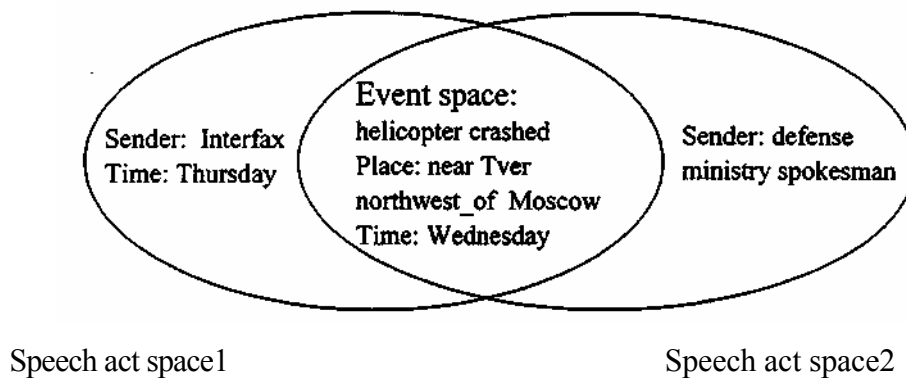 Event space:
helicopter crashed
Place: near Tver
northwest_of Moscow
Time: Wednesday
Sender: Interfax
Time: Thursday
Sender: defense
ministry spokesman
Speech act space1
Speech act space2